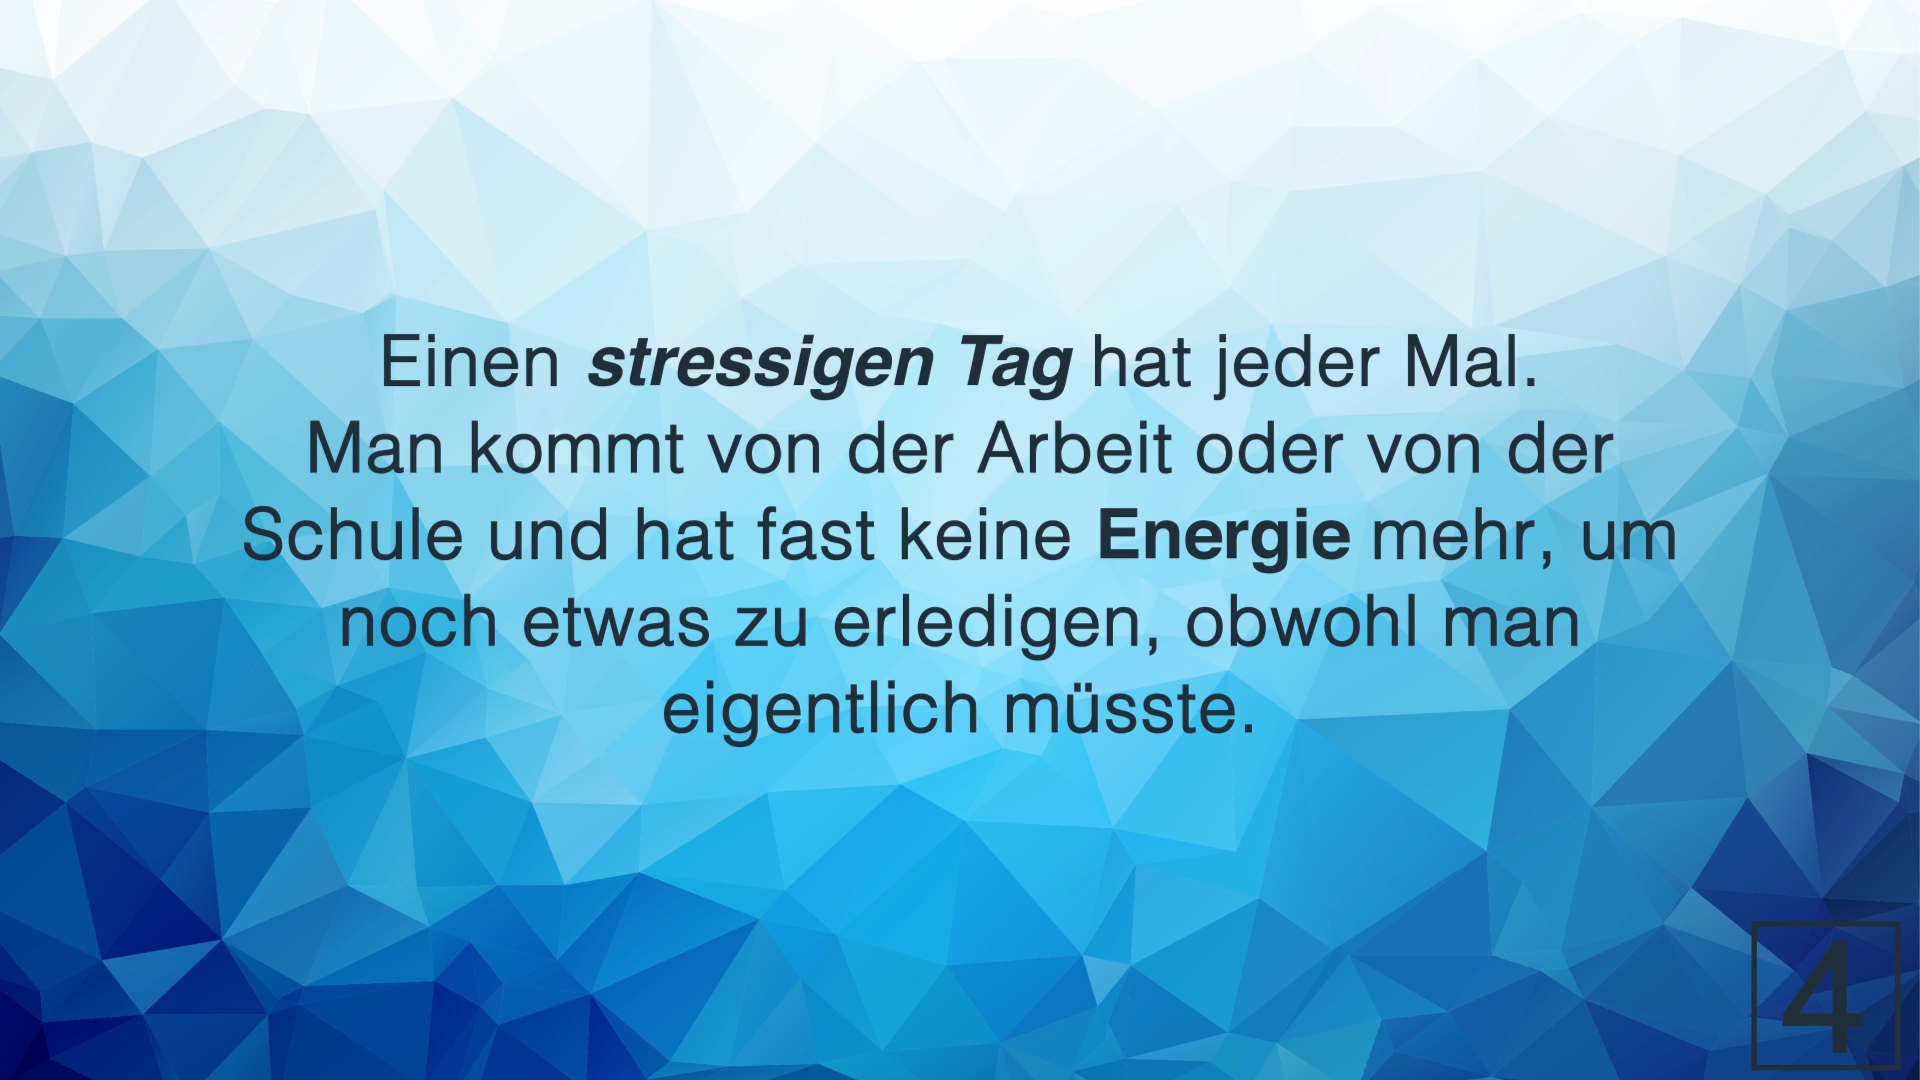 Einen stressigen Tag hat jeder Mal.
Man kommt von der Arbeit oder von der
Schule und hat fast keine Energie mehr, um
noch etwas zu erledigen, obwohl man
eigentlich müsste.
4